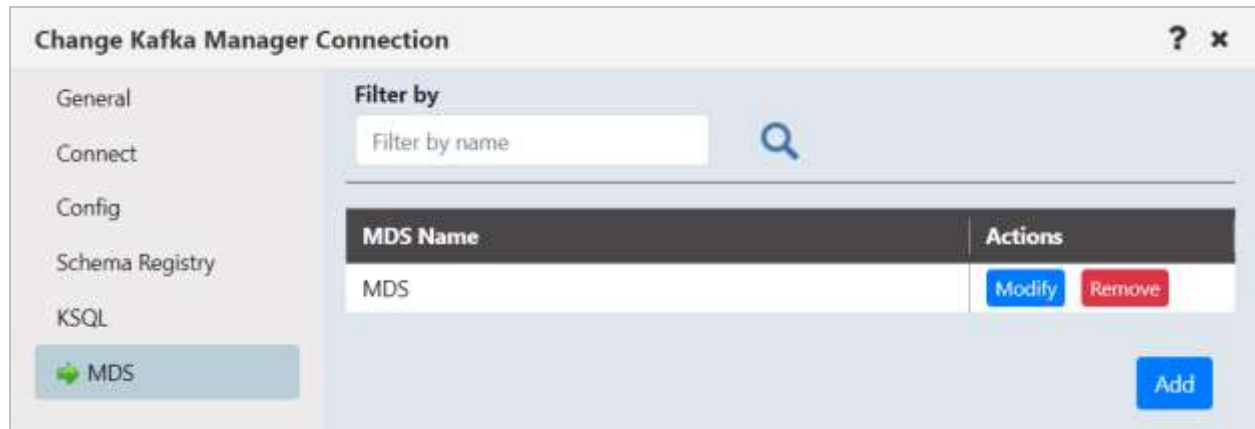 Change Kafka Manager Connection ? ×
General
Connect
Config
Schema Registry
KSQL
MDS
Filter by
Filter by name
MDS Name Actions
MDS Modify Remove
Add